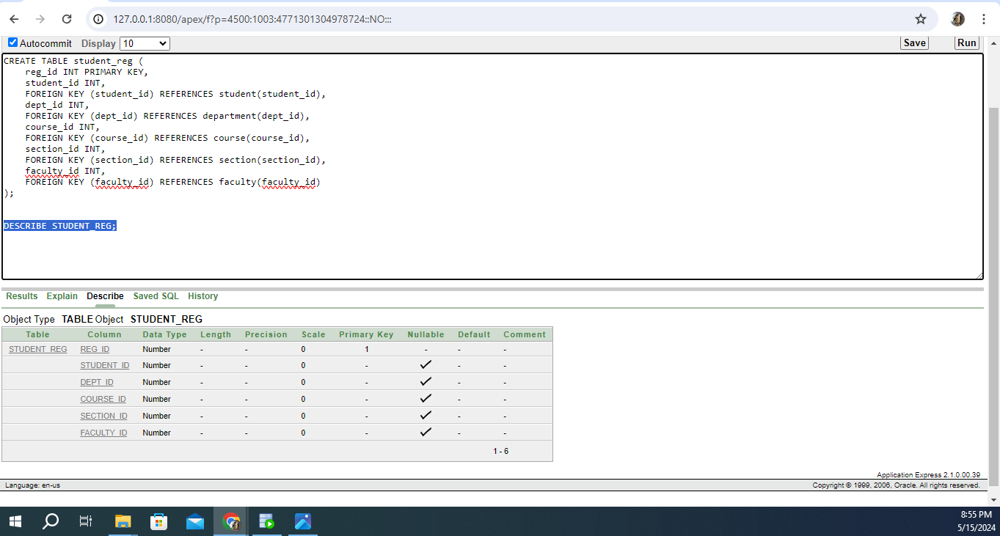 127.0.0.1:8080/apex/f?p=4500:1003:4771301304978724::NO:::
Autocommit Display 10 Save Run
CREATE TABLE student_reg (
    reg_id INT PRIMARY KEY,
    student_id INT,
    FOREIGN KEY (student_id) REFERENCES student(student_id),
    dept_id INT,
    FOREIGN KEY (dept_id) REFERENCES department(dept_id),
    course_id INT,
    FOREIGN KEY (course_id) REFERENCES course(course_id),
    section_id INT,
    FOREIGN KEY (section_id) REFERENCES section(section_id),
    faculty_id INT,
    FOREIGN KEY (faculty_id) REFERENCES faculty(faculty_id)
);
DESCRIBE STUDENT_REG;
Results Explain Describe Saved SQL History
Object Type TABLE Object STUDENT_REG
Table Column Data Type Length Precision Scale Primary Key Nullable Default Comment
STUDENT_REG REG_ID Number - - 0 1 - - -
STUDENT_ID Number - - 0 - ✓ - -
DEPT_ID Number - - 0 - ✓ - -
COURSE_ID Number - - 0 - ✓ - -
SECTION_ID Number - - 0 - ✓ - -
FACULTY_ID Number - - 0 - ✓ - -
1 - 6
Application Express 2.1.0.00.39
Language: en-us Copyright © 1999, 2006, Oracle. All rights reserved.
8:55 PM
5/15/2024